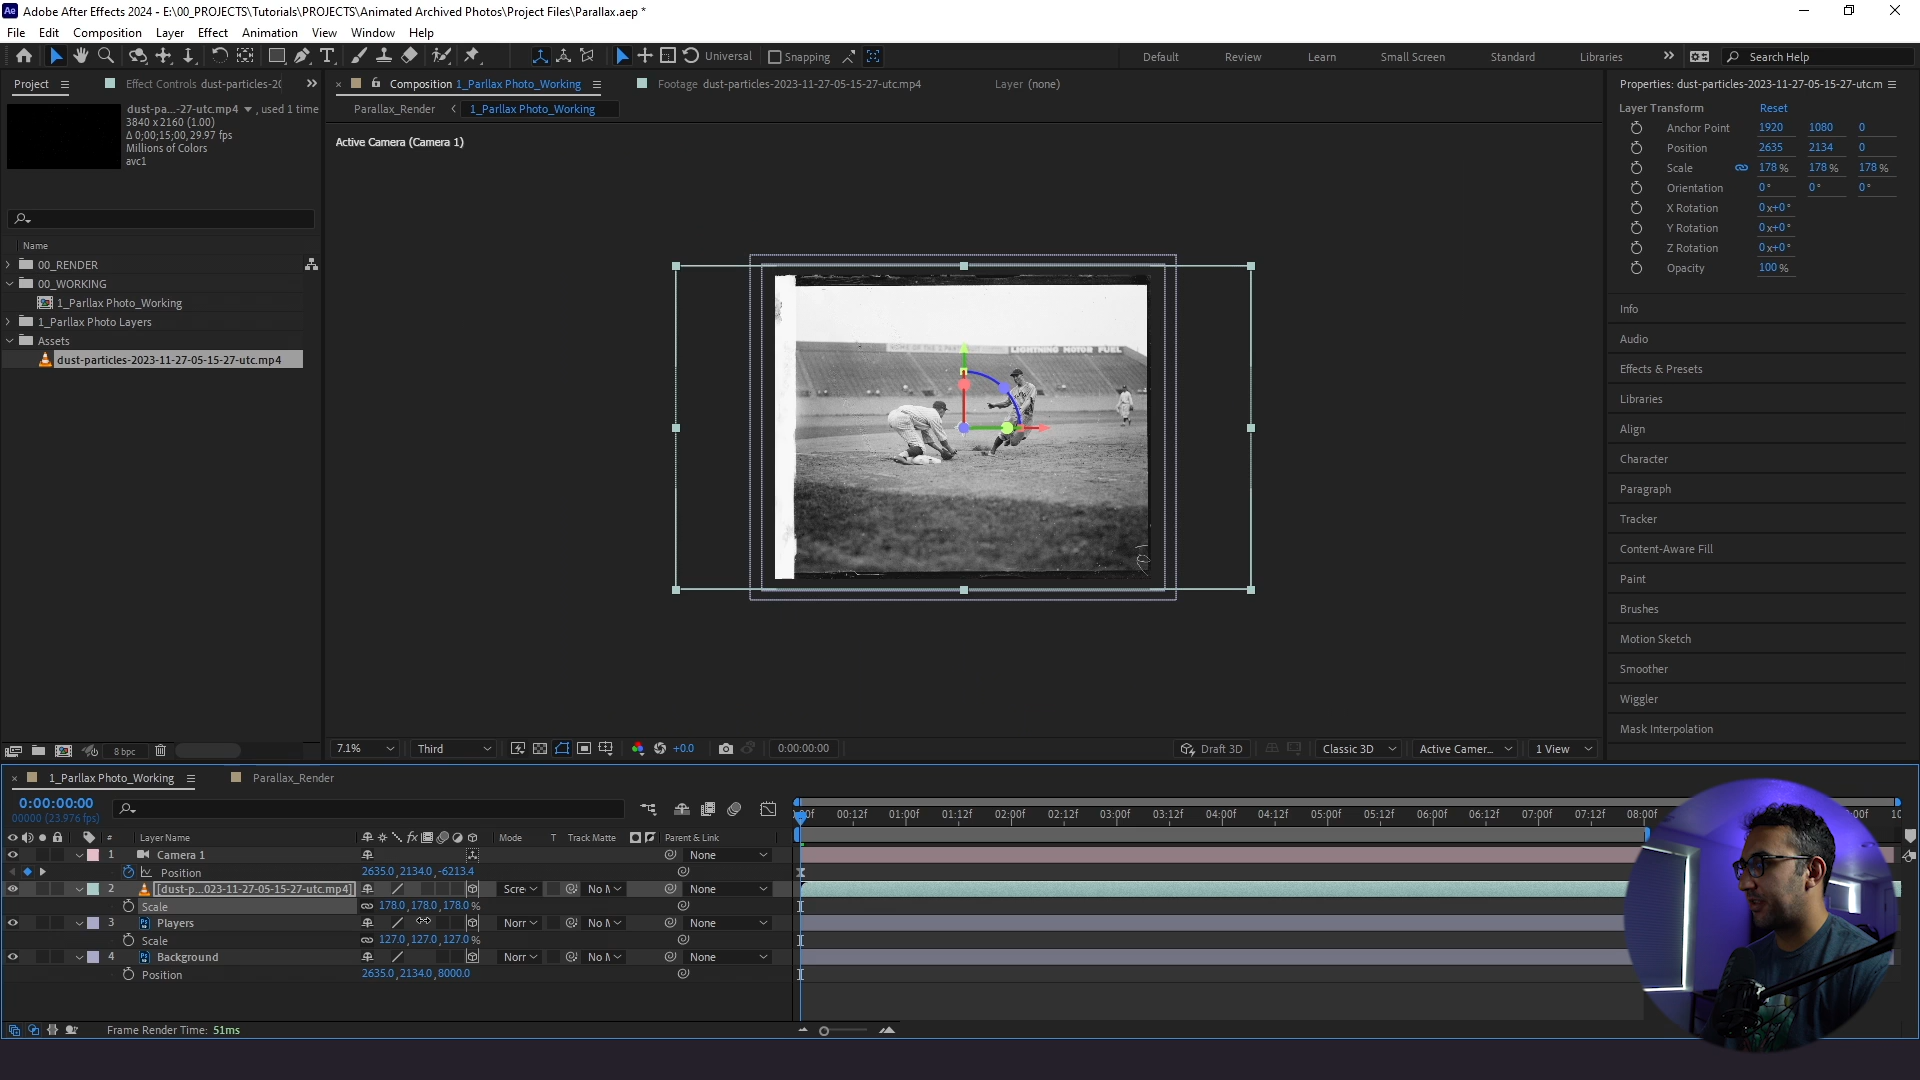 Ae Adobe After Effects 2024 - E:\00_PROJECTS\Tutorials\PROJECTS\Animated Archived Photos\Project Files\Parallax.aep *
File Edit Composition Layer Effect Animation View Window Help
Universal Snapping Default Review Learn Small Screen Standard Libraries Search Help
Project Effect Controls dust-particles-20
Composition 1_Parllax Photo_Working Footage dust-particles-2023-11-27-05-15-27-utc.mp4 Layer (none)
Parallax_Render 1_Parllax Photo_Working
Active Camera (Camera 1)
dust-pa...-27-utc.mp4 , used 1 time
3840 x 2160 (1.00)
Δ 0;00;15;00, 29.97 fps
Millions of Colors
avc1
Name
00_RENDER
00_WORKING
1_Parllax Photo_Working
1_Parllax Photo Layers
Assets
dust-particles-2023-11-27-05-15-27-utc.mp4
8 bpc
LIGHTNING MOTOR FUEL
7.1% Third +0.0 0:00:00:00 Draft 3D Classic 3D Active Camer... 1 View
Properties: dust-particles-2023-11-27-05-15-27-utc.m
Layer Transform Reset
Anchor Point 1920 1080 0
Position 2635 2134 0
Scale 178 % 178 % 178 %
Orientation 0° 0° 0°
X Rotation 0x+0°
Y Rotation 0x+0°
Z Rotation 0x+0°
Opacity 100 %
Info
Audio
Effects & Presets
Libraries
Align
Character
Paragraph
Tracker
Content-Aware Fill
Paint
Brushes
Motion Sketch
Smoother
Wiggler
Mask Interpolation
1_Parllax Photo_Working Parallax_Render
0:00:00:00
00000 (23.976 fps)
00:12f 01:00f 01:12f 02:00f 02:12f 03:00f 03:12f 04:00f 04:12f 05:00f 05:12f 06:00f 06:12f 07:00f 07:12f 08:00f
# Layer Name Mode T Track Matte Parent & Link
1 Camera 1 None
Position 2635.0, 2134.0, -6213.4
2 [dust-p...023-11-27-05-15-27-utc.mp4] Scre No M None
Scale 178.0, 178.0, 178.0 %
3 Players Norr No M None
Scale 127.0, 127.0, 127.0 %
4 Background Norr No M None
Position 2635.0, 2134.0, 8000.0
Frame Render Time: 51ms